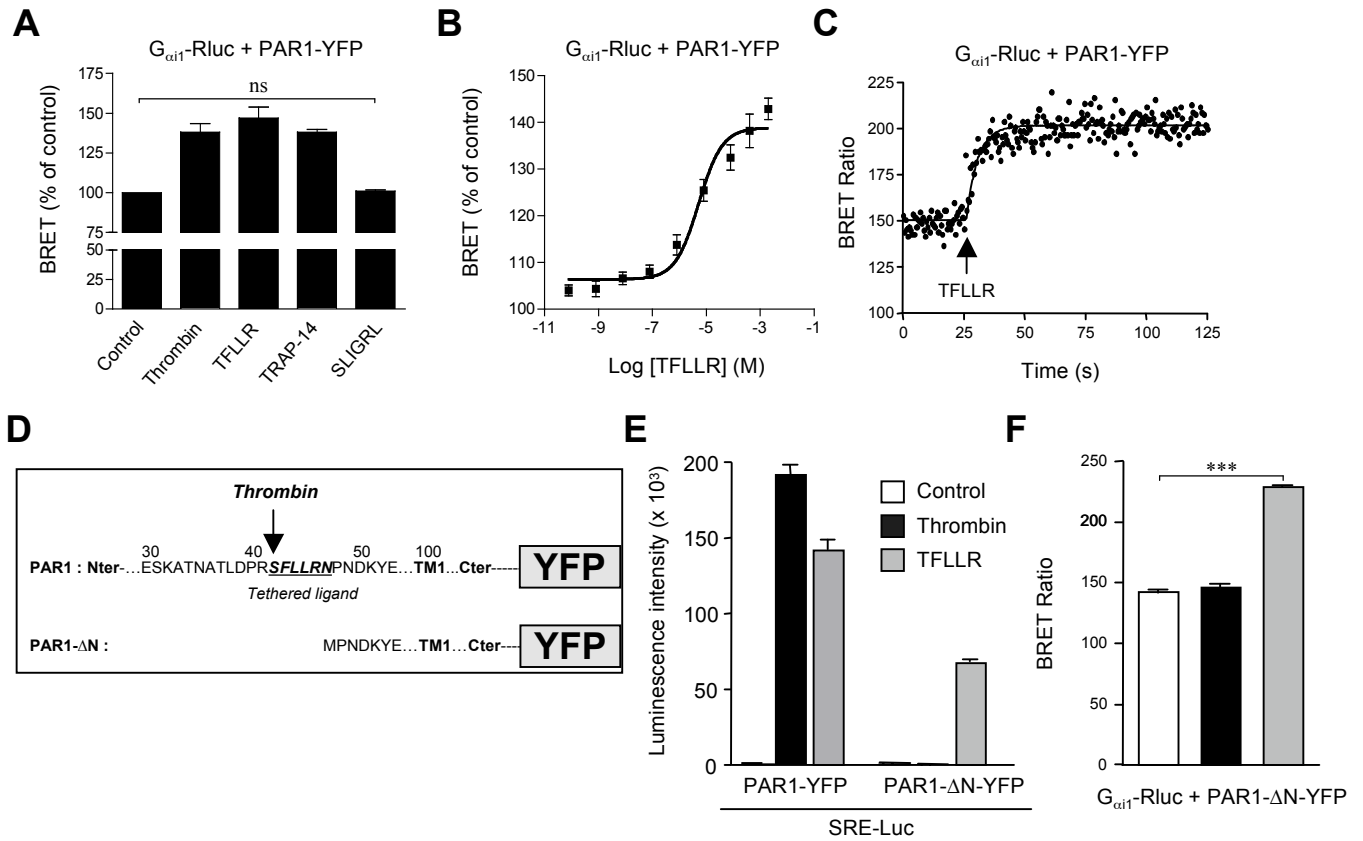 A
Gαi1-Rluc + PAR1-YFP
BRET (% of control)
175
150
125
100
75
50
25
0
ns
Control
Thrombin
TFLLR
TRAP-14
SLIGRL
B
Gαi1-Rluc + PAR1-YFP
BRET (% of control)
150
140
130
120
110
100
-11 -9 -7 -5 -3 -1
Log [TFLLR] (M)
C
Gαi1-Rluc + PAR1-YFP
BRET Ratio
225
200
175
150
125
100
TFLLR
0 25 50 75 100 125
Time (s)
D
Thrombin
30 40 50 100
PAR1 : Nter-...ESKATNATLDPRSFLLRNPNDKYE...TM1...Cter-----YFP
Tethered ligand
PAR1-ΔN : MPNDKYE...TM1...Cter-----YFP
E
Luminescence intensity (x 10³)
200
150
100
50
0
Control
Thrombin
TFLLR
PAR1-YFP PAR1-ΔN-YFP
SRE-Luc
F
BRET Ratio
250
200
150
100
50
0
***
Gαi1-Rluc + PAR1-ΔN-YFP